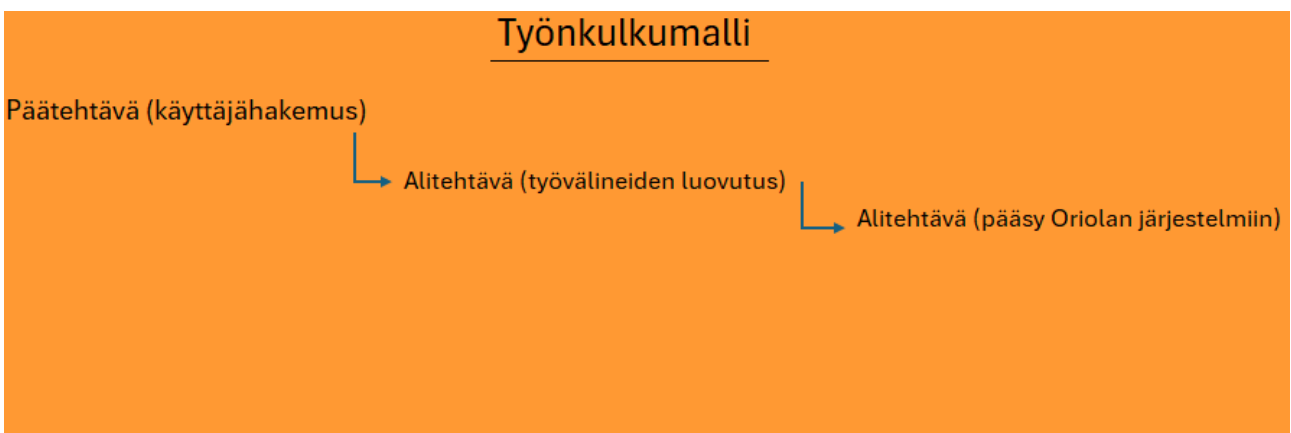 Työnkulkumalli
Päätehtävä (käyttäjähakemus)
Alitehtävä (työvälineiden luovutus)
Alitehtävä (pääsy Oriolan järjestelmiin)